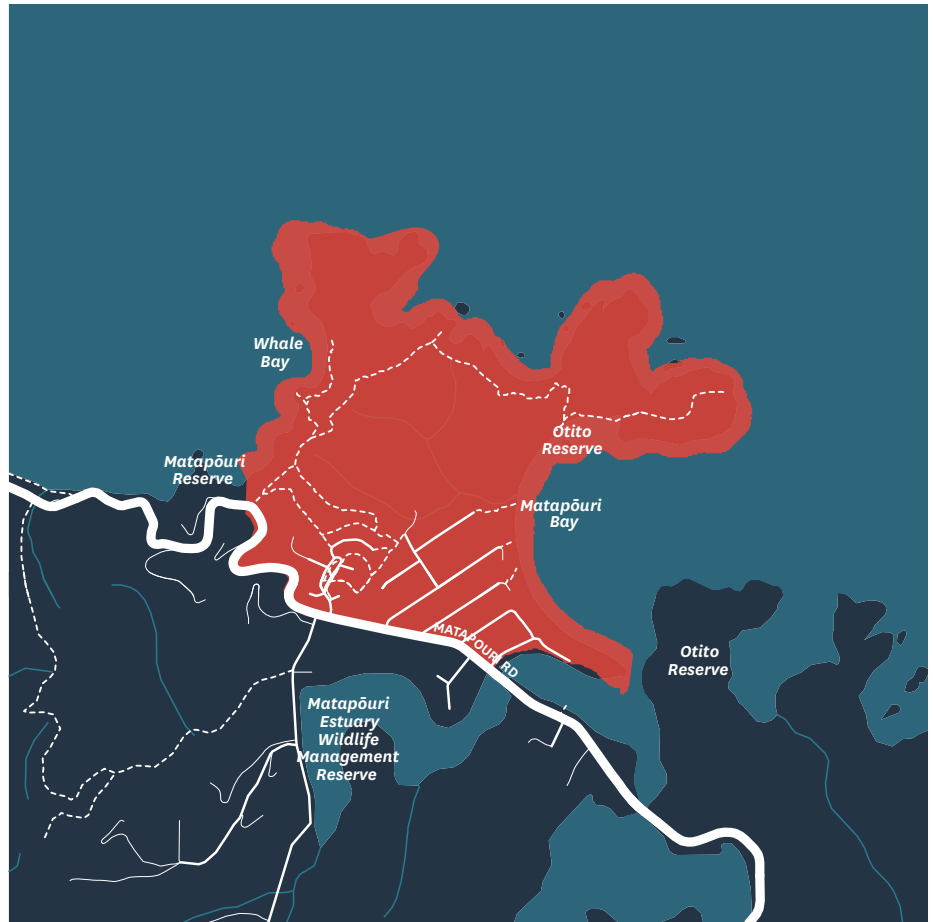 Whale
Bay
Otito
Reserve
Matapōuri
Reserve
Matapōuri
Bay
MATAPOURI RD
Otito
Reserve
Matapōuri
Estuary
Wildlife
Management
Reserve